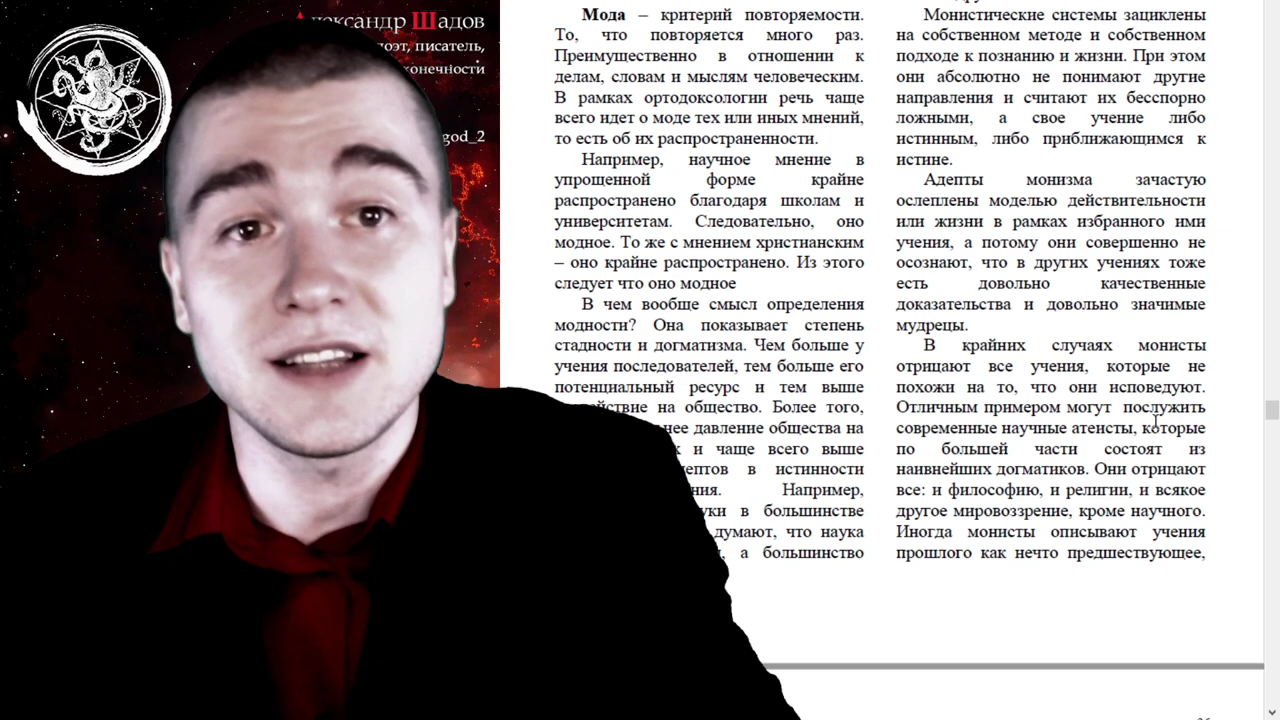 Александр Шадов
поэт, писатель,
конечности
god_2
Мода – критерий повторяемости.
То, что повторяется много раз.
Преимущественно в отношении к
делам, словам и мыслям человеческим.
В рамках ортодоксологии речь чаще
всего идет о моде тех или иных мнений,
то есть об их распространенности.
Например, научное мнение в
упрощенной форме крайне
распространено благодаря школам и
университетам. Следовательно, оно
модное. То же с мнением христианским
– оно крайне распространено. Из этого
следует что оно модное
В чем вообще смысл определения
модности? Она показывает степень
стадности и догматизма. Чем больше у
учения последователей, тем больше его
потенциальный ресурс и тем выше
на общество. Более того,
давление общества на
и чаще всего выше
в истинности
Например,
в большинстве
думают, что наука
а большинство
Монистические системы зациклены
на собственном методе и собственном
подходе к познанию и жизни. При этом
они абсолютно не понимают другие
направления и считают их бесспорно
ложными, а свое учение либо
истинным, либо приближающимся к
истине.
Адепты монизма зачастую
ослеплены моделью действительности
или жизни в рамках избранного ими
учения, а потому они совершенно не
осознают, что в других учениях тоже
есть довольно качественные
доказательства и довольно значимые
мудрецы.
В крайних случаях монисты
отрицают все учения, которые не
похожи на то, что они исповедуют.
Отличным примером могут послужить
современные научные атеисты, которые
по большей части состоят из
наивнейших догматиков. Они отрицают
все: и философию, и религии, и всякое
другое мировоззрение, кроме научного.
Иногда монисты описывают учения
прошлого как нечто предшествующее,